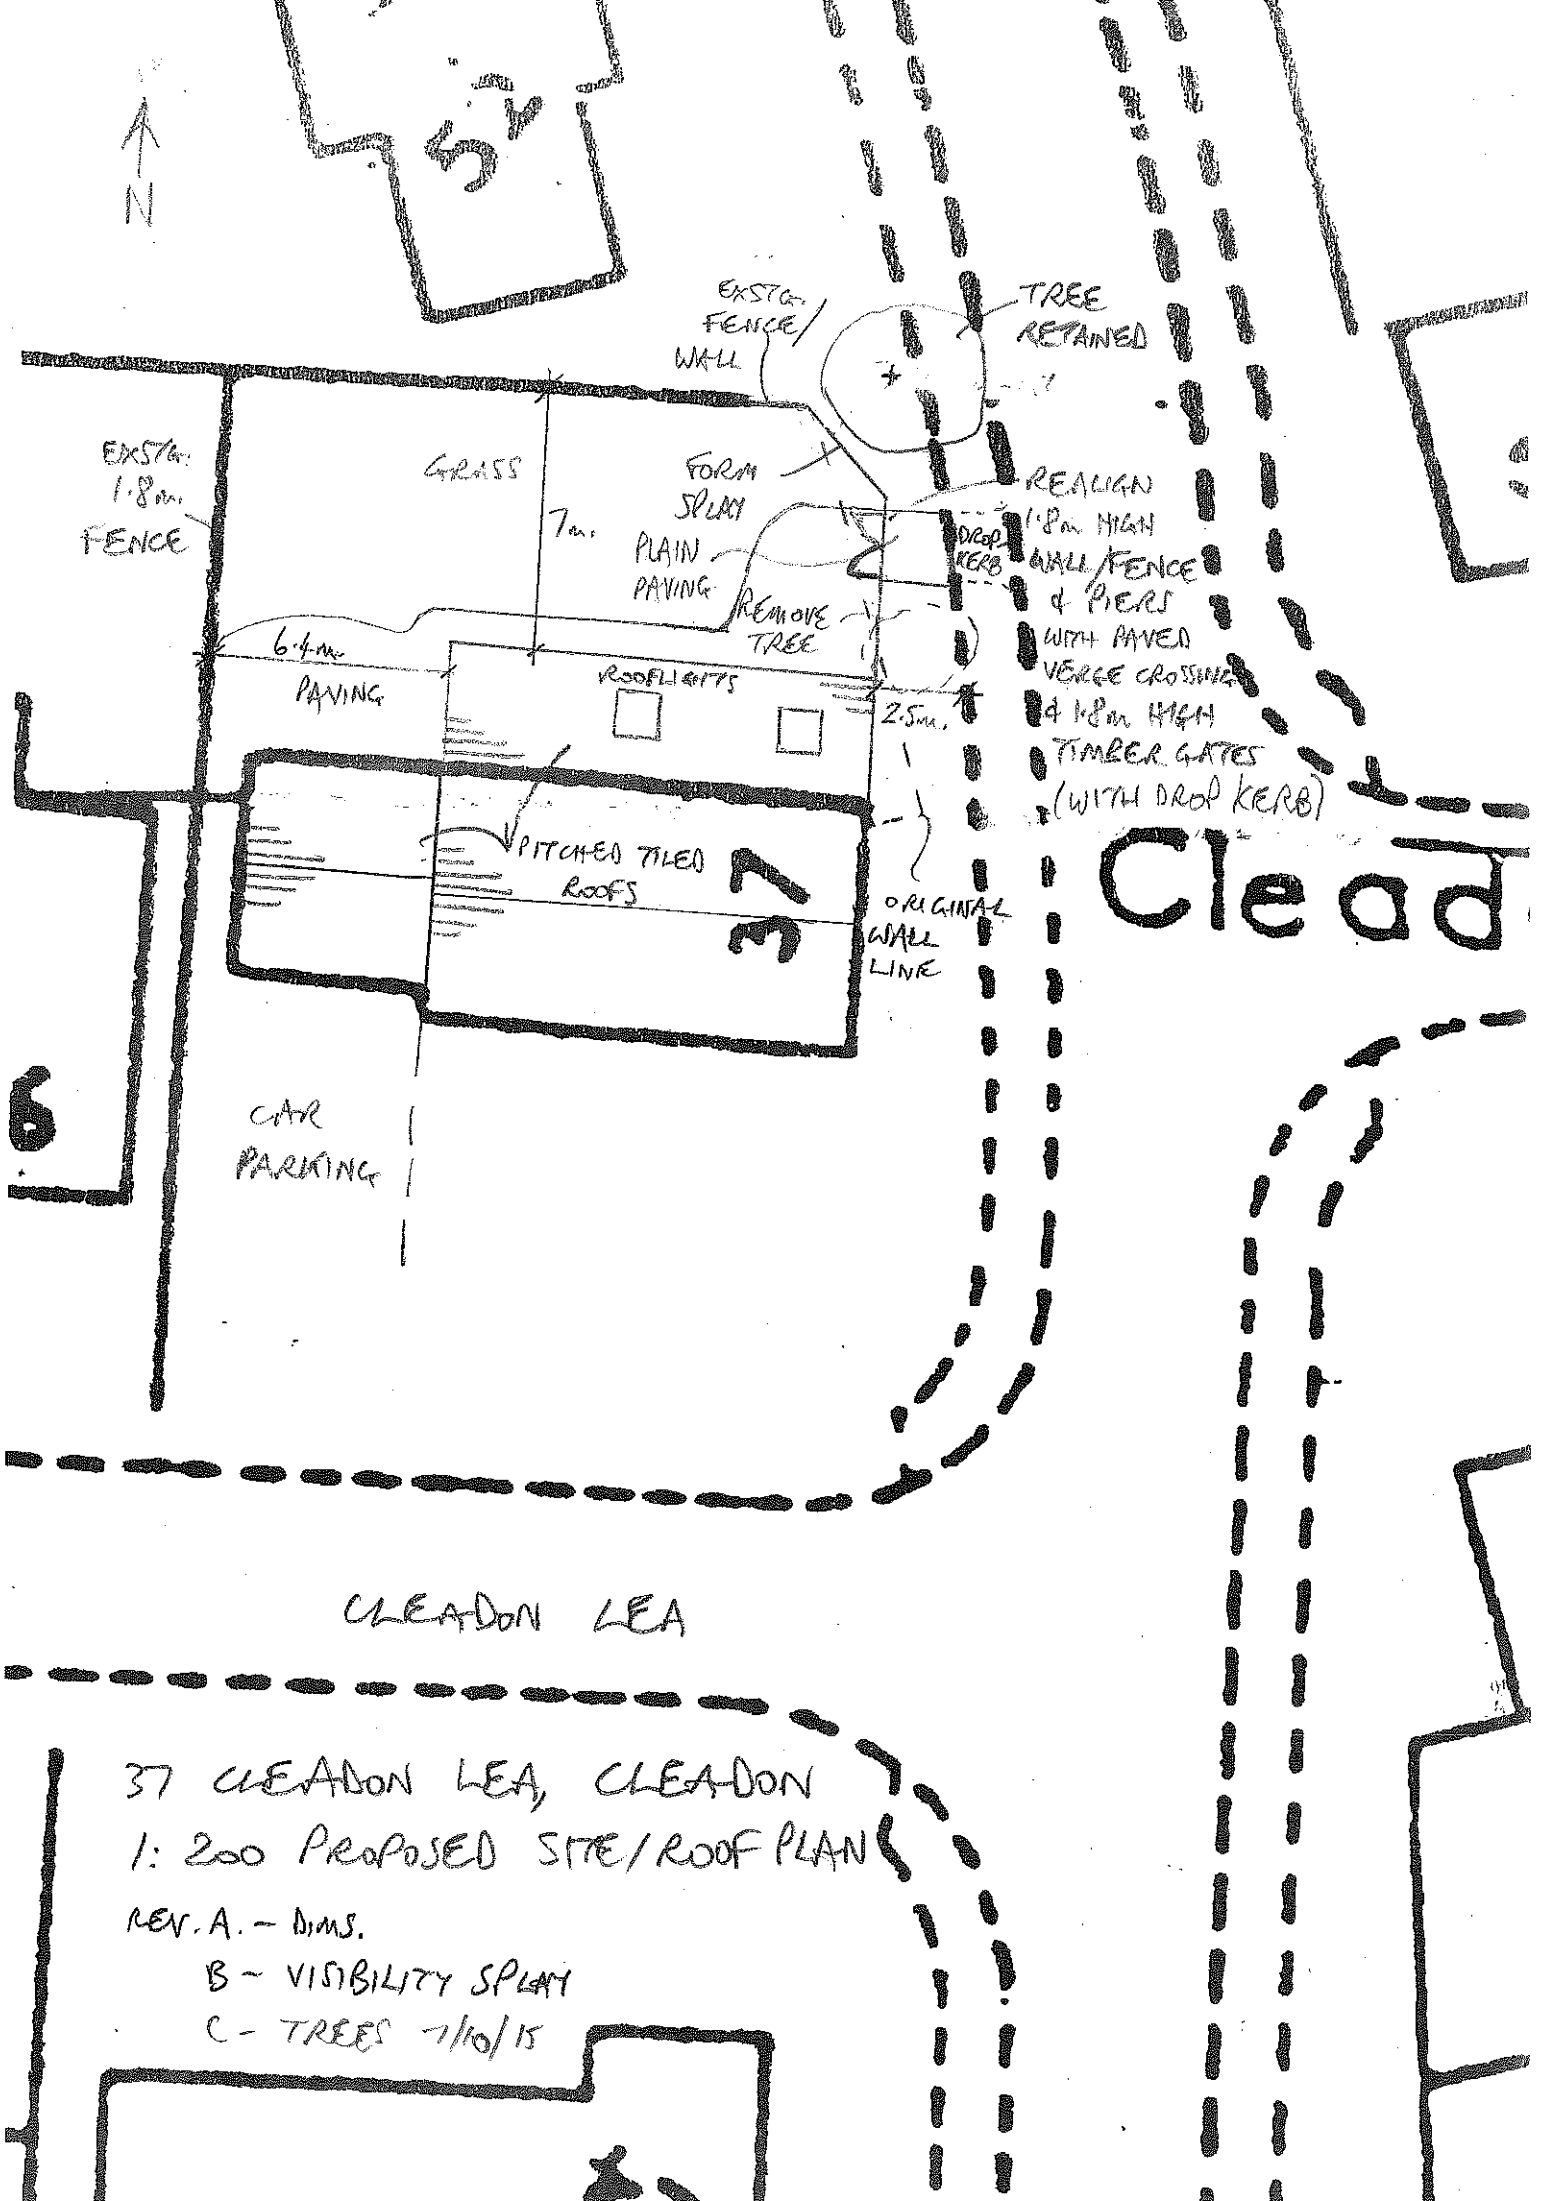 52
N
EXSTG.
FENCE/
WALL
TREE
RETAINED
EXSTG.
1.8m.
FENCE
GRASS
7m.
FORM
SPLAY
PLAIN
PAVING
REMOVE
TREE
DROP
KERB
REALIGN
1.8m HIGH
WALL/FENCE
& PIERS
WITH PAVED
VERGE CROSSING
& 1.8m HIGH
TIMBER GATES
(WITH DROP KERB)
6.4m.
PAVING
ROOFLIGHTS
2.5m.
PITCHED TILED
ROOFS
37
ORIGINAL
WALL
LINE
Clead
6
CAR
PARKING
CLEADON LEA
37 CLEADON LEA, CLEADON
1:200 PROPOSED SITE/ROOF PLAN
REV. A. - DIMS.
B - VISIBILITY SPLAY
C - TREES 7/10/15